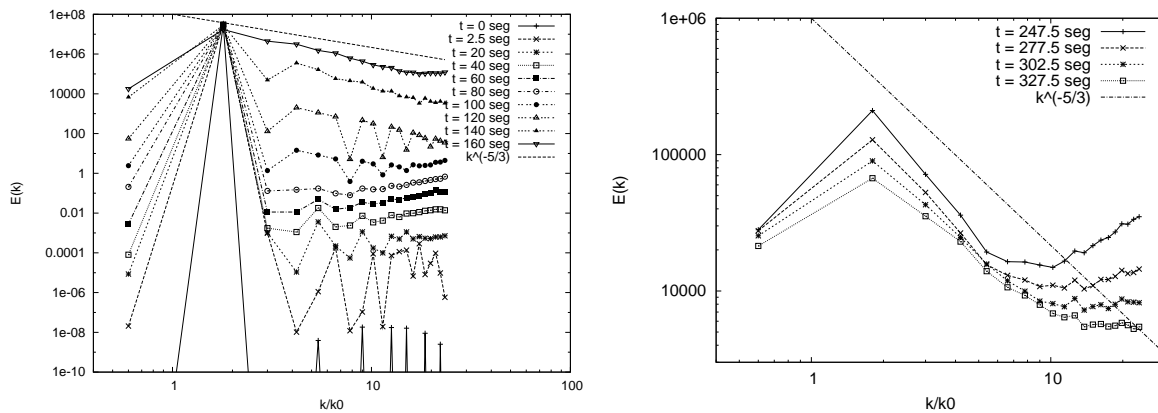 1e+08
1e+06
10000
100
1
0.01
0.0001
1e-06
1e-08
1e-10
E(k)
1
10
100
k/k0
t = 0 seg
t = 2.5 seg
t = 20 seg
t = 40 seg
t = 60 seg
t = 80 seg
t = 100 seg
t = 120 seg
t = 140 seg
t = 160 seg
k^(-5/3)
1e+06
100000
10000
E(k)
1
10
k/k0
t = 247.5 seg
t = 277.5 seg
t = 302.5 seg
t = 327.5 seg
k^(-5/3)